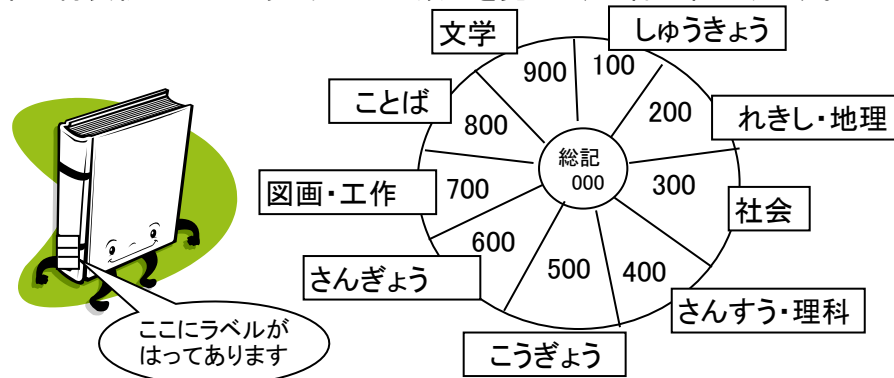 文学
しゅうきょう
900
100
ことば
800
200
れきし・地理
総記
000
図画・工作
700
300
社会
さんぎょう
600
500
400
さんすう・理科
こうぎょう
ここにラベルが
はってあります